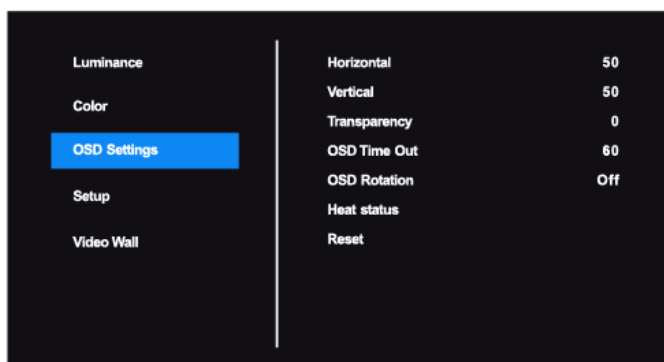 Luminance
Color
OSD Settings
Setup
Video Wall
Horizontal 50
Vertical 50
Transparency 0
OSD Time Out 60
OSD Rotation Off
Heat status
Reset